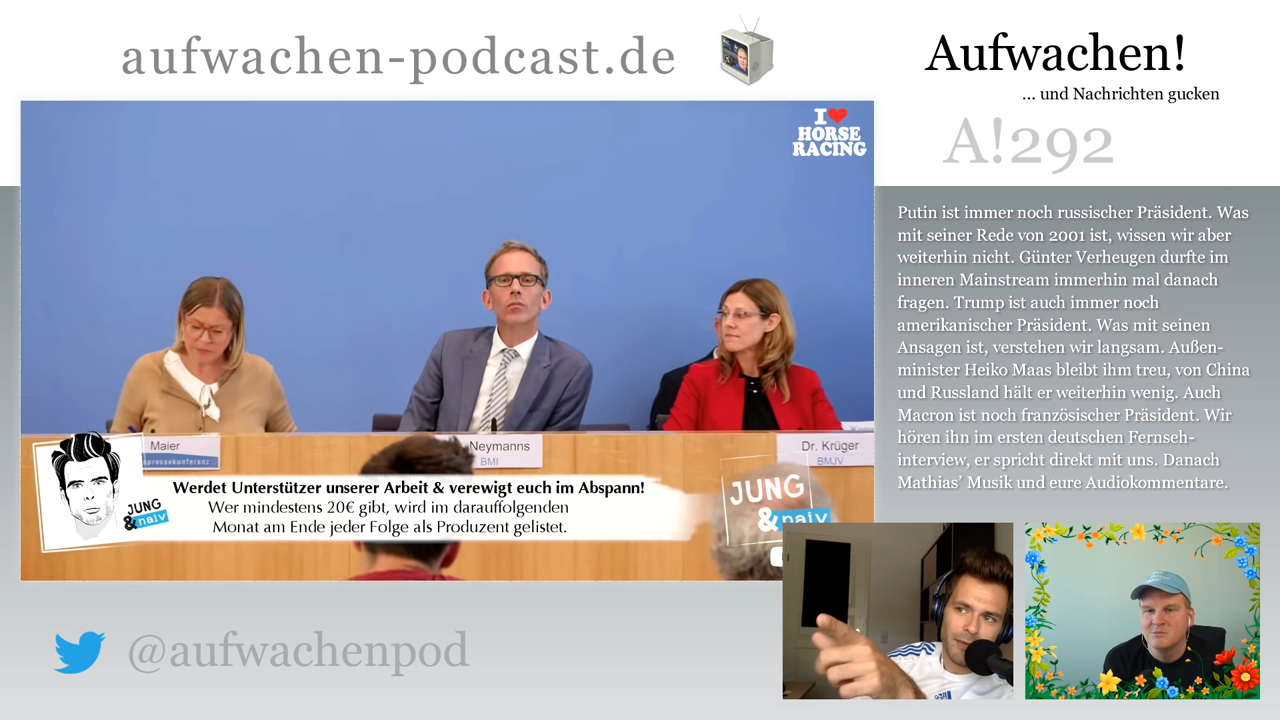 aufwachen-podcast.de
Aufwachen!
... und Nachrichten gucken
A!292
I
HORSE
RACING
Putin ist immer noch russischer Präsident. Was
mit seiner Rede von 2001 ist, wissen wir aber
weiterhin nicht. Günter Verheugen durfte im
inneren Mainstream immerhin mal danach
fragen. Trump ist auch immer noch
amerikanischer Präsident. Was mit seinen
Ansagen ist, verstehen wir langsam. Außen-
minister Heiko Maas bleibt ihm treu, von China
und Russland hält er weiterhin wenig. Auch
Macron ist noch französischer Präsident. Wir
hören ihn im ersten deutschen Fernseh-
interview, er spricht direkt mit uns. Danach
Mathias’ Musik und eure Audiokommentare.
Maier
pressekonferenz
Neymanns
BMI
Dr. Krüger
BMJV
JUNG
& naiv
Werdet Unterstützer unserer Arbeit & verewigt euch im Abspann!
Wer mindestens 20€ gibt, wird im darauffolgenden
Monat am Ende jeder Folge als Produzent gelistet.
JUNG
& naiv
@aufwachenpod